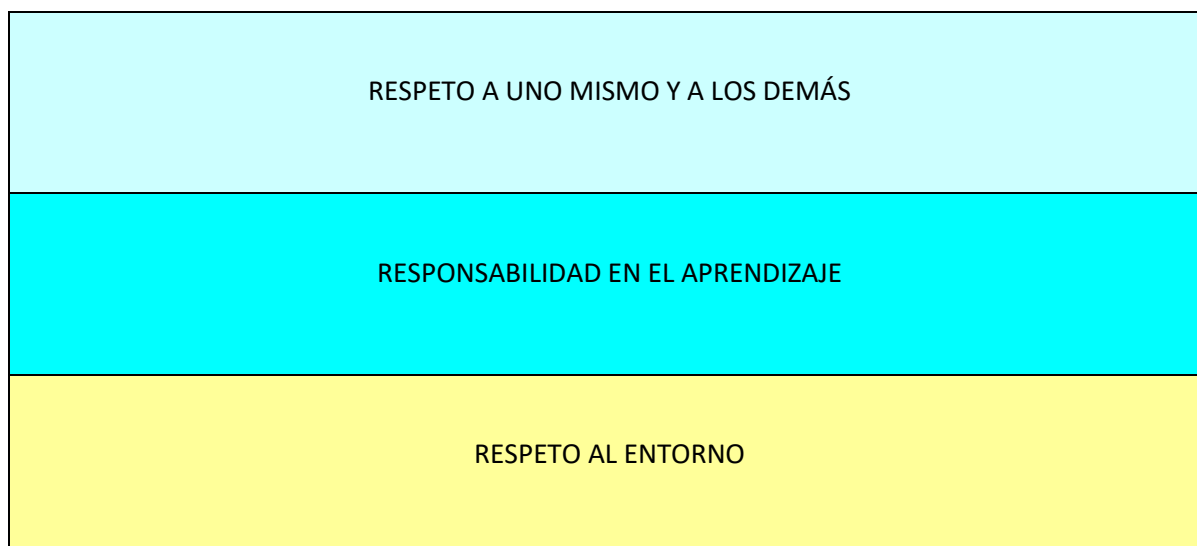 RESPETO A UNO MISMO Y A LOS DEMÁS
RESPONSABILIDAD EN EL APRENDIZAJE
RESPETO AL ENTORNO